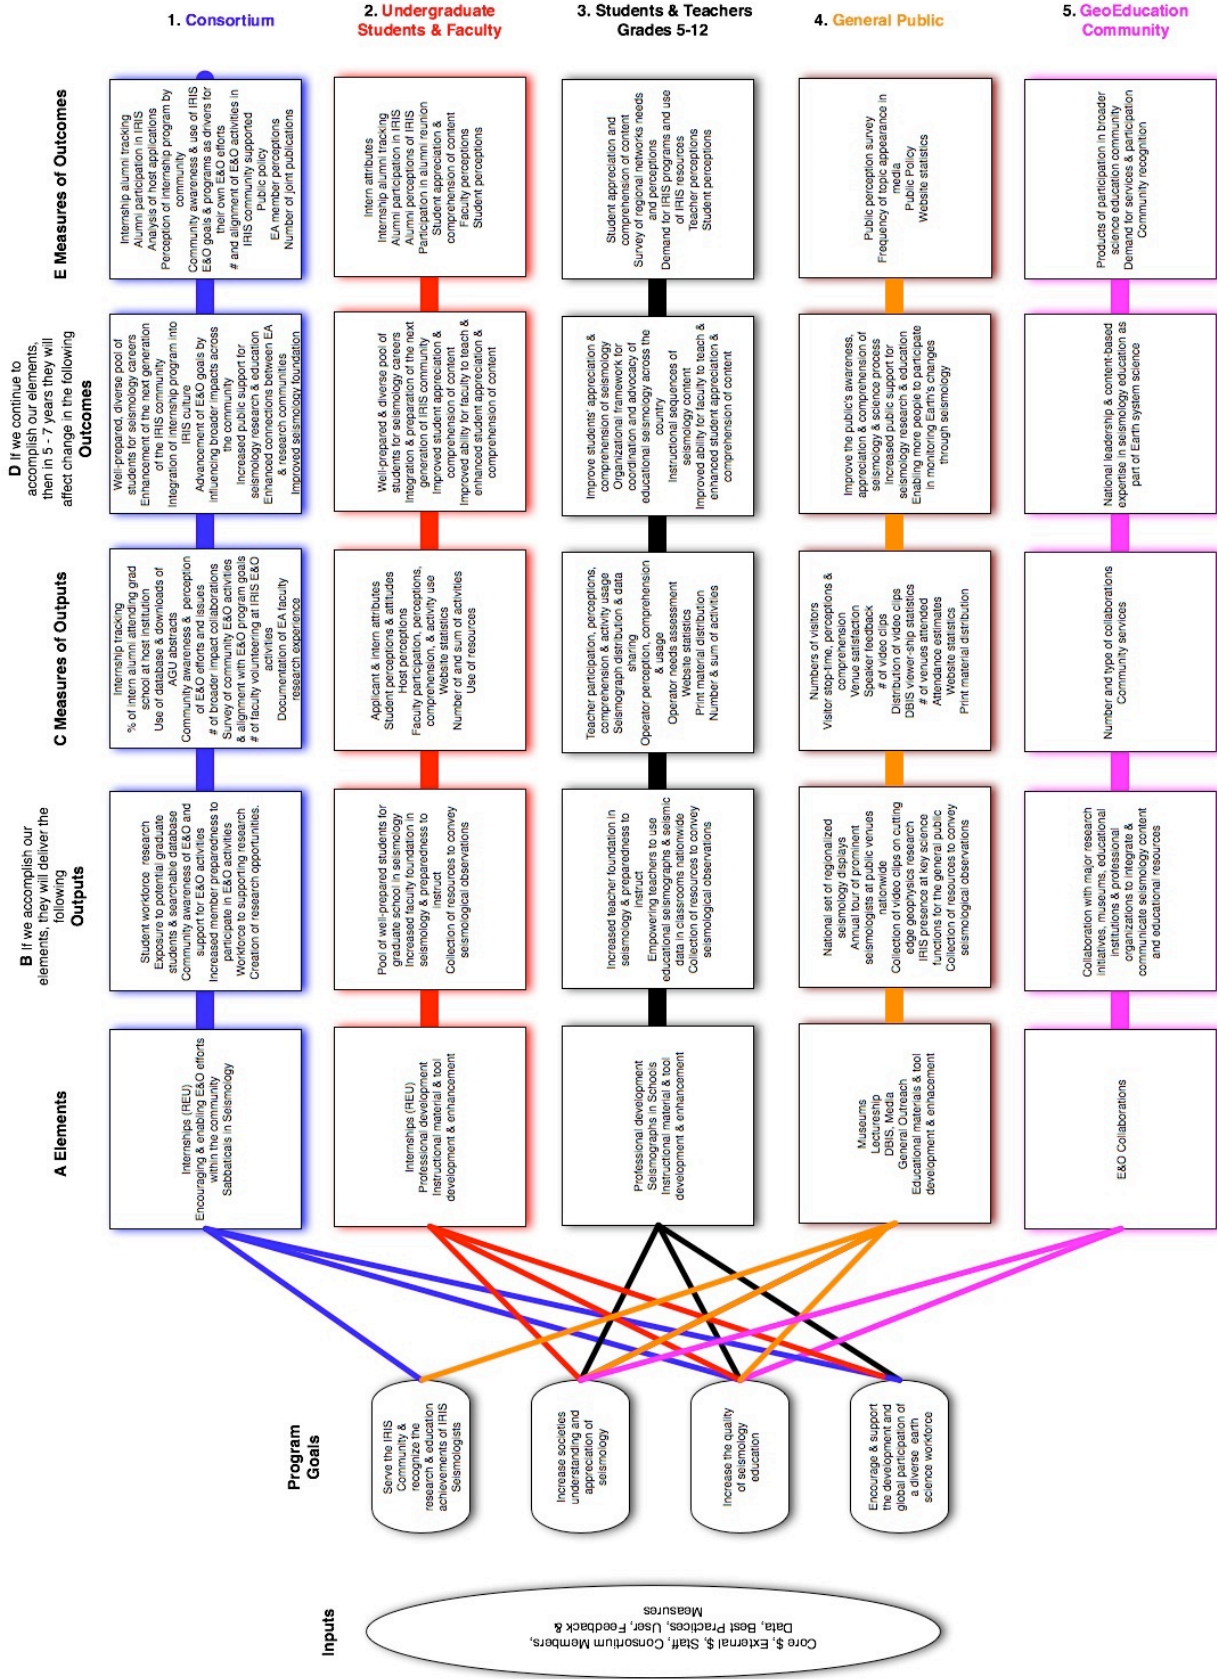 1. Consortium
2. Undergraduate
Students & Faculty
3. Students & Teachers
Grades 5-12
4. General Public
5. GeoEducation
Community
E Measures of Outcomes
Internship alumni tracking
Alumni participation in IRIS
Analysis of host applications
Perception of internship program by
community
Community awareness & use of IRIS
E&O goals & programs as drivers for
their own E&O efforts
# and alignment of E&O activities in
IRIS community supported
Public policy
EA member perceptions
Number of joint publications
Intern attributes
Internship alumni tracking
Alumni participation in IRIS
Alumni perceptions of IRIS
Participation in alumni reunion
Student appreciation &
comprehension of content
Faculty perceptions
Student perceptions
Student appreciation and
comprehension of content
Survey of regional networks needs
and perceptions
Demand for IRIS programs and use
of IRIS resources
Teacher perceptions
Student perceptions
Public perception survey
Frequency of topic appearance in
media
Public Policy
Website statistics
Products of participation in broader
science education community
Demand for services & participation
Community recognition
D If we continue to
accomplish our elements,
then in 5 - 7 years they will
affect change in the following
Outcomes
Well-prepared, diverse pool of
students for seismology careers
Enhancement of the next generation
of the IRIS community
Integration of internship program into
IRIS culture
Advancement of E&O goals by
influencing broader impacts across
the community
Increased public support for
seismology research & education
Enhanced connections between EA
& research communities
Improved seismology foundation
Well-prepared & diverse pool of
students for seismology careers
Integration & preparation of the next
generation of IRIS community
Improved student appreciation &
comprehension of content
Improved ability for faculty to teach &
enhanced student appreciation &
comprehension of content
Improve students' appreciation &
comprehension of seismology
Organizational framework for
coordination and advocacy of
educational seismology across the
country
Instructional sequences of
seismology content
Improved ability for faculty to teach &
enhanced student appreciation &
comprehension of content
Improve the public's awareness,
appreciation & comprehension of
seismology & science process
Increased public support for
seismology research & education
Enabling more people to participate
in monitoring Earth's changes
through seismology
National leadership & content-based
expertise in seismology education as
part of Earth system science
C Measures of Outputs
Internship tracking
% of intern alumni attending grad
school at host institution
Use of database & downloads of
AGU abstracts
Community awareness & perception
of E&O efforts and issues
# of broader impact collaborations
Survey of community E&O activities
& alignment with E&O program goals
# of faculty volunteering at IRIS E&O
activities
Documentation of EA faculty
research experience
Applicant & intern attributes
Student perceptions & attitudes
Host perceptions
Faculty participation, perceptions,
comprehension, & activity use
Website statistics
Number of and sum of activities
Use of resources
Teacher participation, perceptions,
comprehension & activity usage
Seismograph distribution & data
sharing
Operator perception, comprehension
& usage
Operator needs assessment
Website statistics
Print material distribution
Number & sum of activities
Numbers of visitors
Visitor stop-time, perceptions &
comprehension
Venue satisfaction
Speaker feedback
# of video clips
Distribution of video clips
DBIS viewer-ship statistics
# of venues attended
Attendance estimates
Website statistics
Print material distribution
Number and type of collaborations
Community services
B If we accomplish our
elements, they will deliver the
following
Outputs
Student workforce research
Exposure to potential graduate
students & searchable database
Community awareness of E&O and
support for E&O activities
Increased member preparedness to
participate in E&O activities
Workforce to supporting research
Creation of research opportunities.
Pool of well-prepared students for
graduate school in seismology
Increased faculty foundation in
seismology & preparedness to
instruct
Collection of resources to convey
seismological observations
Increased teacher foundation in
seismology & preparedness to
instruct
Empowering teachers to use
educational seismographs & seismic
data in classrooms nationwide
Collection of resources to convey
seismological observations
National set of regionalized
seismology displays
Annual tour of prominent
seismologists at public venues
nationwide
Collection of video clips on cutting
edge geophysics research
IRIS presence at key science
functions for the general public
Collection of resources to convey
seismological observations
Collaboration with major research
initiatives, museums, educational
institutions & professional
organizations to integrate &
communicate seismology content
and educational resources
A Elements
Internships (REU)
Encouraging & enabling E&O efforts
within the community
Sabbaticals in Seismology
Internships (REU)
Professional development
Instructional material & tool
development & enhancement
Professional development
Seismographs in Schools
Instructional material & tool
development & enhancement
Museums
Lectureship
DBIS, Media
General Outreach
Educational materials & tool
development & enhacement
E&O Collaborations
Program
Goals
Serve the IRIS
Community &
recognize the
research & education
achievements of IRIS
Seismologists
Increase societies
understanding and
appreciation of
seismology
Increase the quality
of seismology
education
Encourage & support
the development and
global participation of
a diverse earth
science workforce
Inputs
Core $, External $, Staff, Consortium Members,
Data, Best Practices, User, Feedback &
Measures